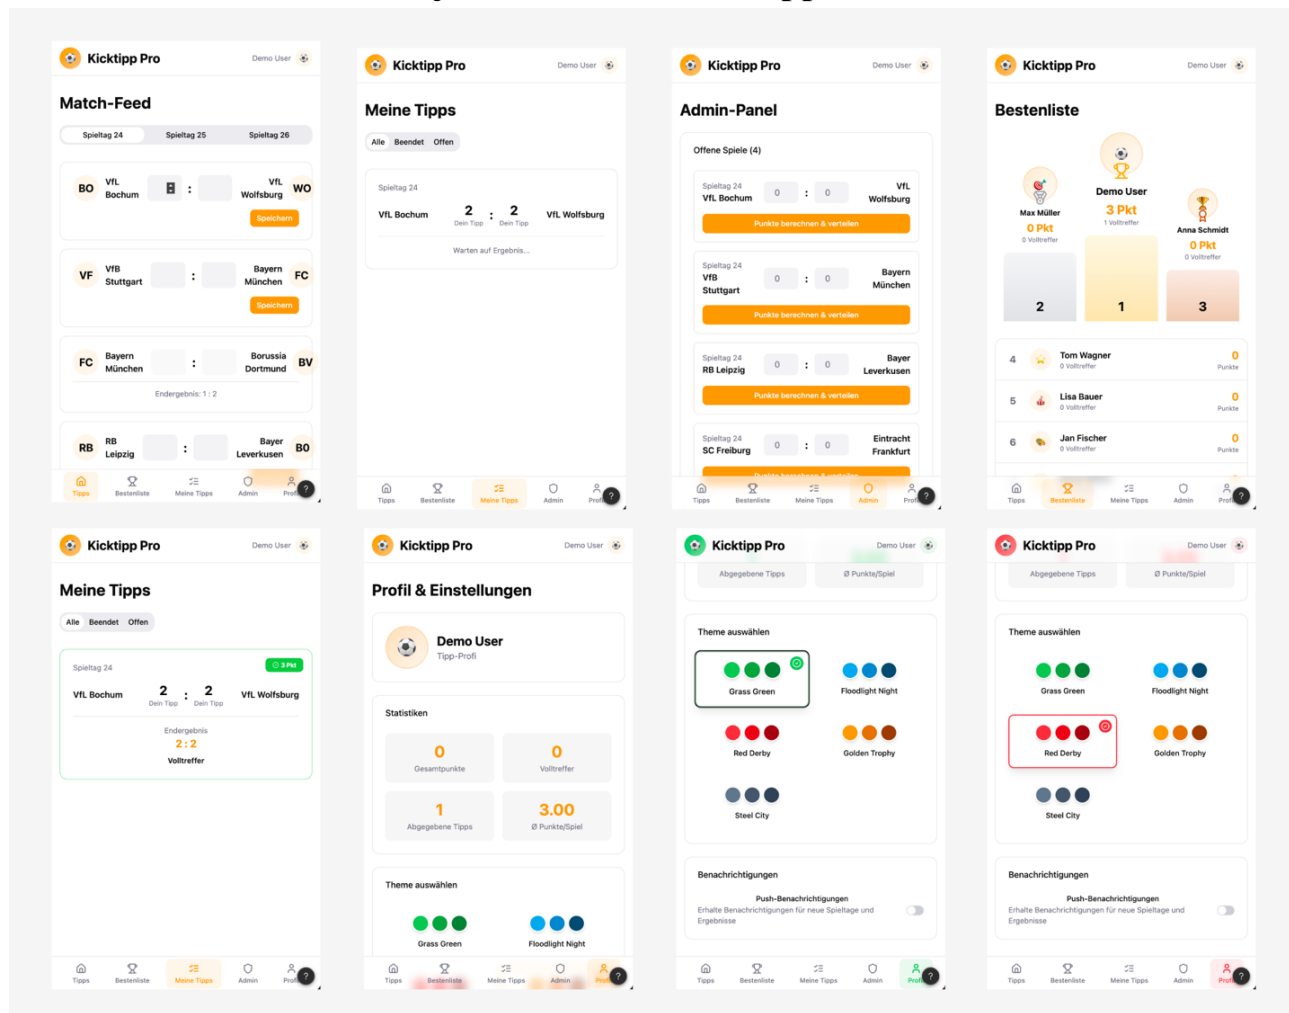 Kicktipp Pro
Demo User
Match-Feed
Spieltag 24 Spieltag 25 Spieltag 26
BO VfL Bochum : VfL Wolfsburg WO
Speichern
VF VfB Stuttgart : Bayern München FC
Speichern
FC Bayern München : Borussia Dortmund BV
Endergebnis: 1 : 2
RB RB Leipzig : Bayer Leverkusen B0
Tipps Bestenliste Meine Tipps Admin
?
Kicktipp Pro
Demo User
Meine Tipps
Alle Beendet Offen
Spieltag 24
VfL Bochum 2 : 2 VfL Wolfsburg
Dein Tipp Dein Tipp
Warten auf Ergebnis...
Tipps Bestenliste Meine Tipps Admin
?
Kicktipp Pro
Demo User
Admin-Panel
Offene Spiele (4)
Spieltag 24
VfL Bochum 0 : 0 VfL Wolfsburg
Punkte berechnen & verteilen
Spieltag 24
VfB Stuttgart 0 : 0 Bayern München
Punkte berechnen & verteilen
Spieltag 24
RB Leipzig 0 : 0 Bayer Leverkusen
Punkte berechnen & verteilen
Spieltag 24
SC Freiburg 0 : 0 Eintracht Frankfurt
Punkte berechnen & verteilen
Tipps Bestenliste Meine Tipps Admin
?
Kicktipp Pro
Demo User
Bestenliste
Max Müller
0 Pkt
0 Volltreffer
2
Demo User
3 Pkt
1 Volltreffer
1
Anna Schmidt
0 Pkt
0 Volltreffer
3
4 Tom Wagner 0
0 Volltreffer Punkte
5 Lisa Bauer 0
0 Volltreffer Punkte
6 Jan Fischer 0
0 Volltreffer Punkte
Tipps Bestenliste Meine Tipps Admin
?
Kicktipp Pro
Demo User
Meine Tipps
Alle Beendet Offen
Spieltag 24 3 Pkt
VfL Bochum 2 : 2 VfL Wolfsburg
Dein Tipp Dein Tipp
Endergebnis
2 : 2
Volltreffer
Tipps Bestenliste Meine Tipps Admin
?
Kicktipp Pro
Demo User
Profil & Einstellungen
Demo User
Tipp-Profi
Statistiken
0 0
Gesamtpunkte Volltreffer
1 3.00
Abgegebene Tipps Ø Punkte/Spiel
Theme auswählen
Grass Green Floodlight Night
Tipps Bestenliste Meine Tipps Admin
?
Kicktipp Pro
Demo User
Abgegebene Tipps Ø Punkte/Spiel
Theme auswählen
Grass Green Floodlight Night
Red Derby Golden Trophy
Steel City
Benachrichtigungen
Push-Benachrichtigungen
Erhalte Benachrichtigungen für neue Spieltage und
Ergebnisse
Tipps Bestenliste Meine Tipps Admin
?
Kicktipp Pro
Demo User
Abgegebene Tipps Ø Punkte/Spiel
Theme auswählen
Grass Green Floodlight Night
Red Derby Golden Trophy
Steel City
Benachrichtigungen
Push-Benachrichtigungen
Erhalte Benachrichtigungen für neue Spieltage und
Ergebnisse
Tipps Bestenliste Meine Tipps Admin
?